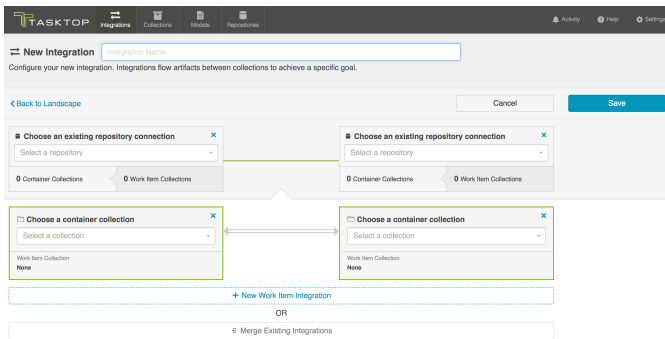 TASKTOP
Integrations
Collections
Models
Repositories
Activity
Help
Settings
New Integration
Integration Name
Configure your new integration. Integrations flow artifacts between collections to achieve a specific goal.
Back to Landscape
Cancel
Save
Choose an existing repository connection
Select a repository
0 Container Collections
0 Work Item Collections
Choose an existing repository connection
Select a repository
0 Container Collections
0 Work Item Collections
Choose a container collection
Select a collection
Work Item Collection
None
Choose a container collection
Select a collection
Work Item Collection
None
+ New Work Item Integration
OR
Merge Existing Integrations